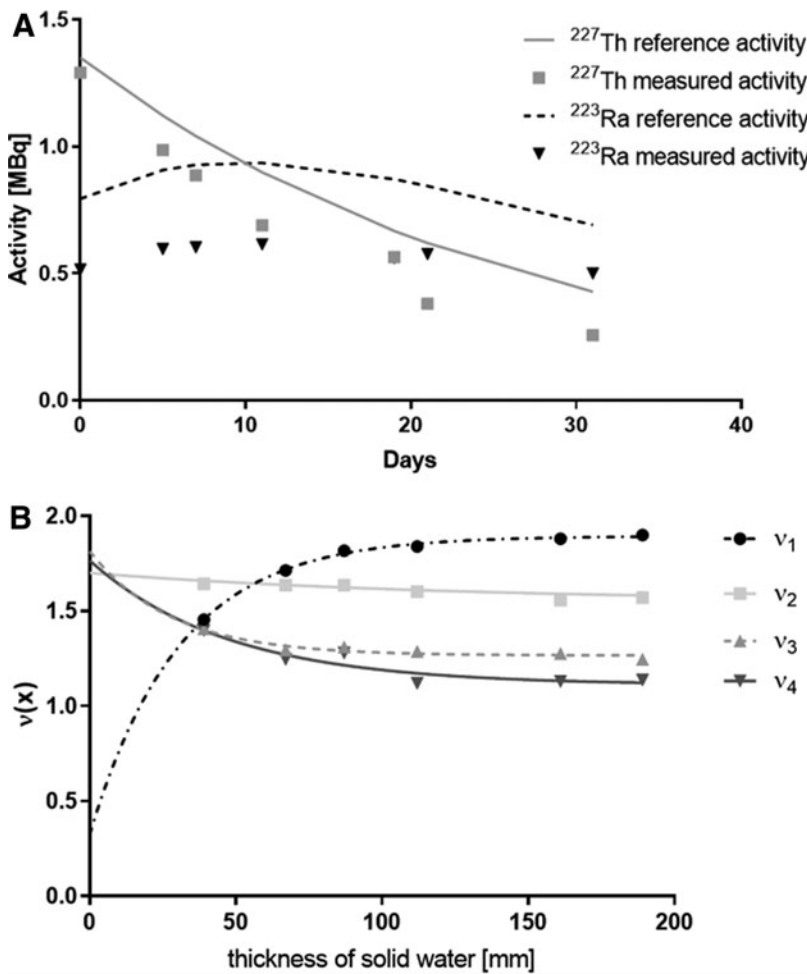 A
1.5
1.0
0.5
0.0
Activity [MBq]
0
10
20
30
40
Days
²²⁷Th reference activity
²²⁷Th measured activity
²²³Ra reference activity
²²³Ra measured activity
B
2.0
1.5
1.0
0.5
0.0
ν(x)
0
50
100
150
200
thickness of solid water [mm]
ν₁
ν₂
ν₃
ν₄